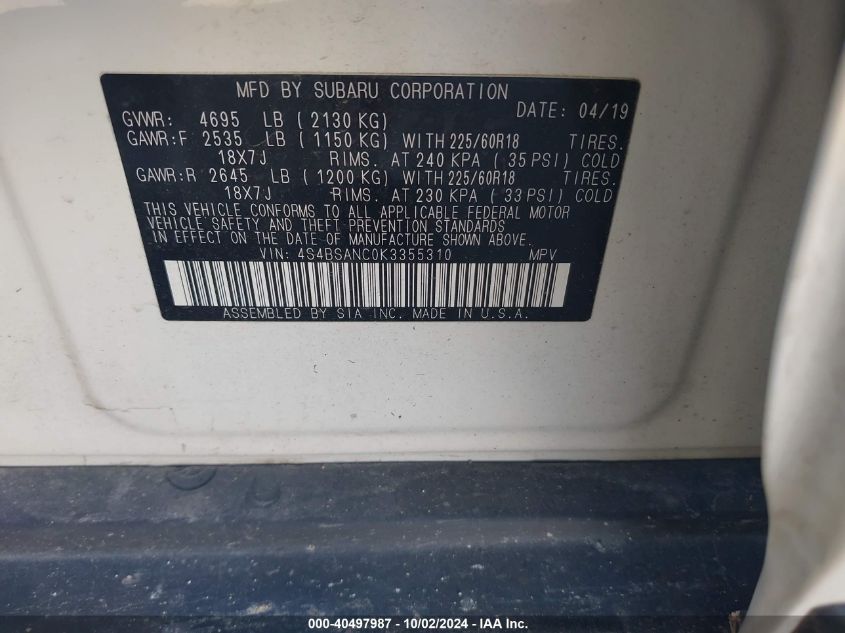 MFD BY SUBARU CORPORATION
DATE: 04/19
GVWR: 4695 LB ( 2130 KG)
GAWR:F 2535 LB ( 1150 KG) WITH 225/60R18 TIRES.
18X7J RIMS. AT 240 KPA ( 35 PSI) COLD
GAWR:R 2645 LB ( 1200 KG) WITH 225/60R18 TIRES.
18X7J RIMS. AT 230 KPA ( 33 PSI) COLD
THIS VEHICLE CONFORMS TO ALL APPLICABLE FEDERAL MOTOR
VEHICLE SAFETY AND THEFT PREVENTION STANDARDS
IN EFFECT ON THE DATE OF MANUFACTURE SHOWN ABOVE.
VIN: 4S4BSANC0K3355310 MPV
ASSEMBLED BY SIA INC. MADE IN U.S.A.
000-40497987 - 10/02/2024 - IAA Inc.